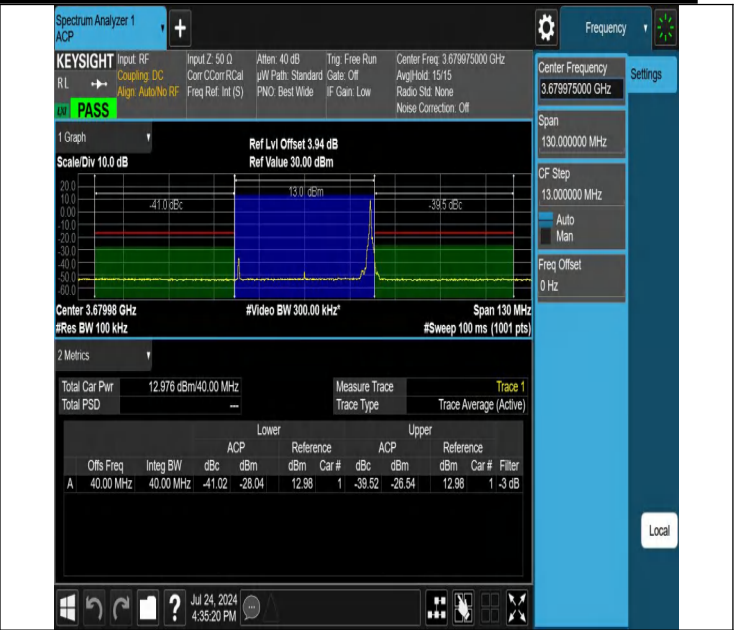 Spectrum Analyzer 1
ACP
+
Frequency
KEYSIGHT
RL
LXI
PASS
Input: RF
Coupling: DC
Align: Auto/No RF
Input Z: 50 Ω
Corr CCorr RCal
Freq Ref: Int (S)
Atten: 40 dB
µW Path: Standard
PNO: Best Wide
Trig: Free Run
Gate: Off
IF Gain: Low
Center Freq: 3.679975000 GHz
Avg|Hold: 15/15
Radio Std: None
Noise Correction: Off
Center Frequency
3.679975000 GHz
Settings
Span
130.000000 MHz
CF Step
13.000000 MHz
Auto
Man
Freq Offset
0 Hz
1 Graph
Scale/Div 10.0 dB
Ref Lvl Offset 3.94 dB
Ref Value 30.00 dBm
20.0
10.0
0.00
-10.0
-20.0
-30.0
-40.0
-50.0
-60.0
-41.0 dBc
13.0 dBm
-39.5 dBc
Center 3.67998 GHz
#Video BW 300.00 kHz*
Span 130 MHz
#Res BW 100 kHz
#Sweep 100 ms (1001 pts)
2 Metrics
Total Car Pwr 12.976 dBm/40.00 MHz
Total PSD ---
Measure Trace Trace 1
Trace Type Trace Average (Active)
Lower Upper
ACP Reference ACP Reference
Offs Freq Integ BW dBc dBm dBm Car # dBc dBm dBm Car # Filter
A 40.00 MHz 40.00 MHz -41.02 -28.04 12.98 1 -39.52 -26.54 12.98 1 -3 dB
Local
?
Jul 24, 2024
4:35:20 PM